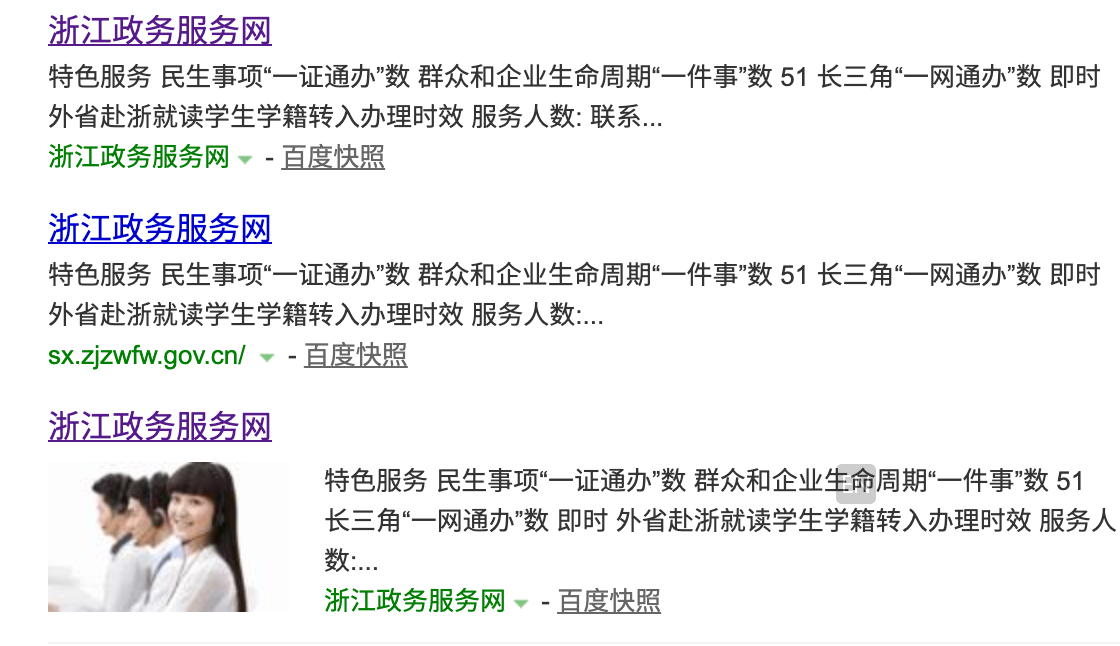 浙江政务服务网
特色服务 民生事项“一证通办”数 群众和企业生命周期“一件事”数 51 长三角“一网通办”数 即时
外省赴浙就读学生学籍转入办理时效 服务人数: 联系...
浙江政务服务网 - 百度快照
浙江政务服务网
特色服务 民生事项“一证通办”数 群众和企业生命周期“一件事”数 51 长三角“一网通办”数 即时
外省赴浙就读学生学籍转入办理时效 服务人数:...
sx.zjzwfw.gov.cn/ - 百度快照
浙江政务服务网
特色服务 民生事项“一证通办”数 群众和企业生命周期“一件事”数 51
长三角“一网通办”数 即时 外省赴浙就读学生学籍转入办理时效 服务人
数:...
浙江政务服务网 - 百度快照